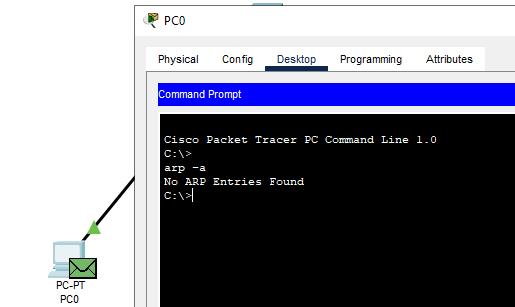 PC0
Physical Config Desktop Programming Attributes
Command Prompt
Cisco Packet Tracer PC Command Line 1.0
C:\>
arp -a
No ARP Entries Found
C:\>
PC-PT
PC0